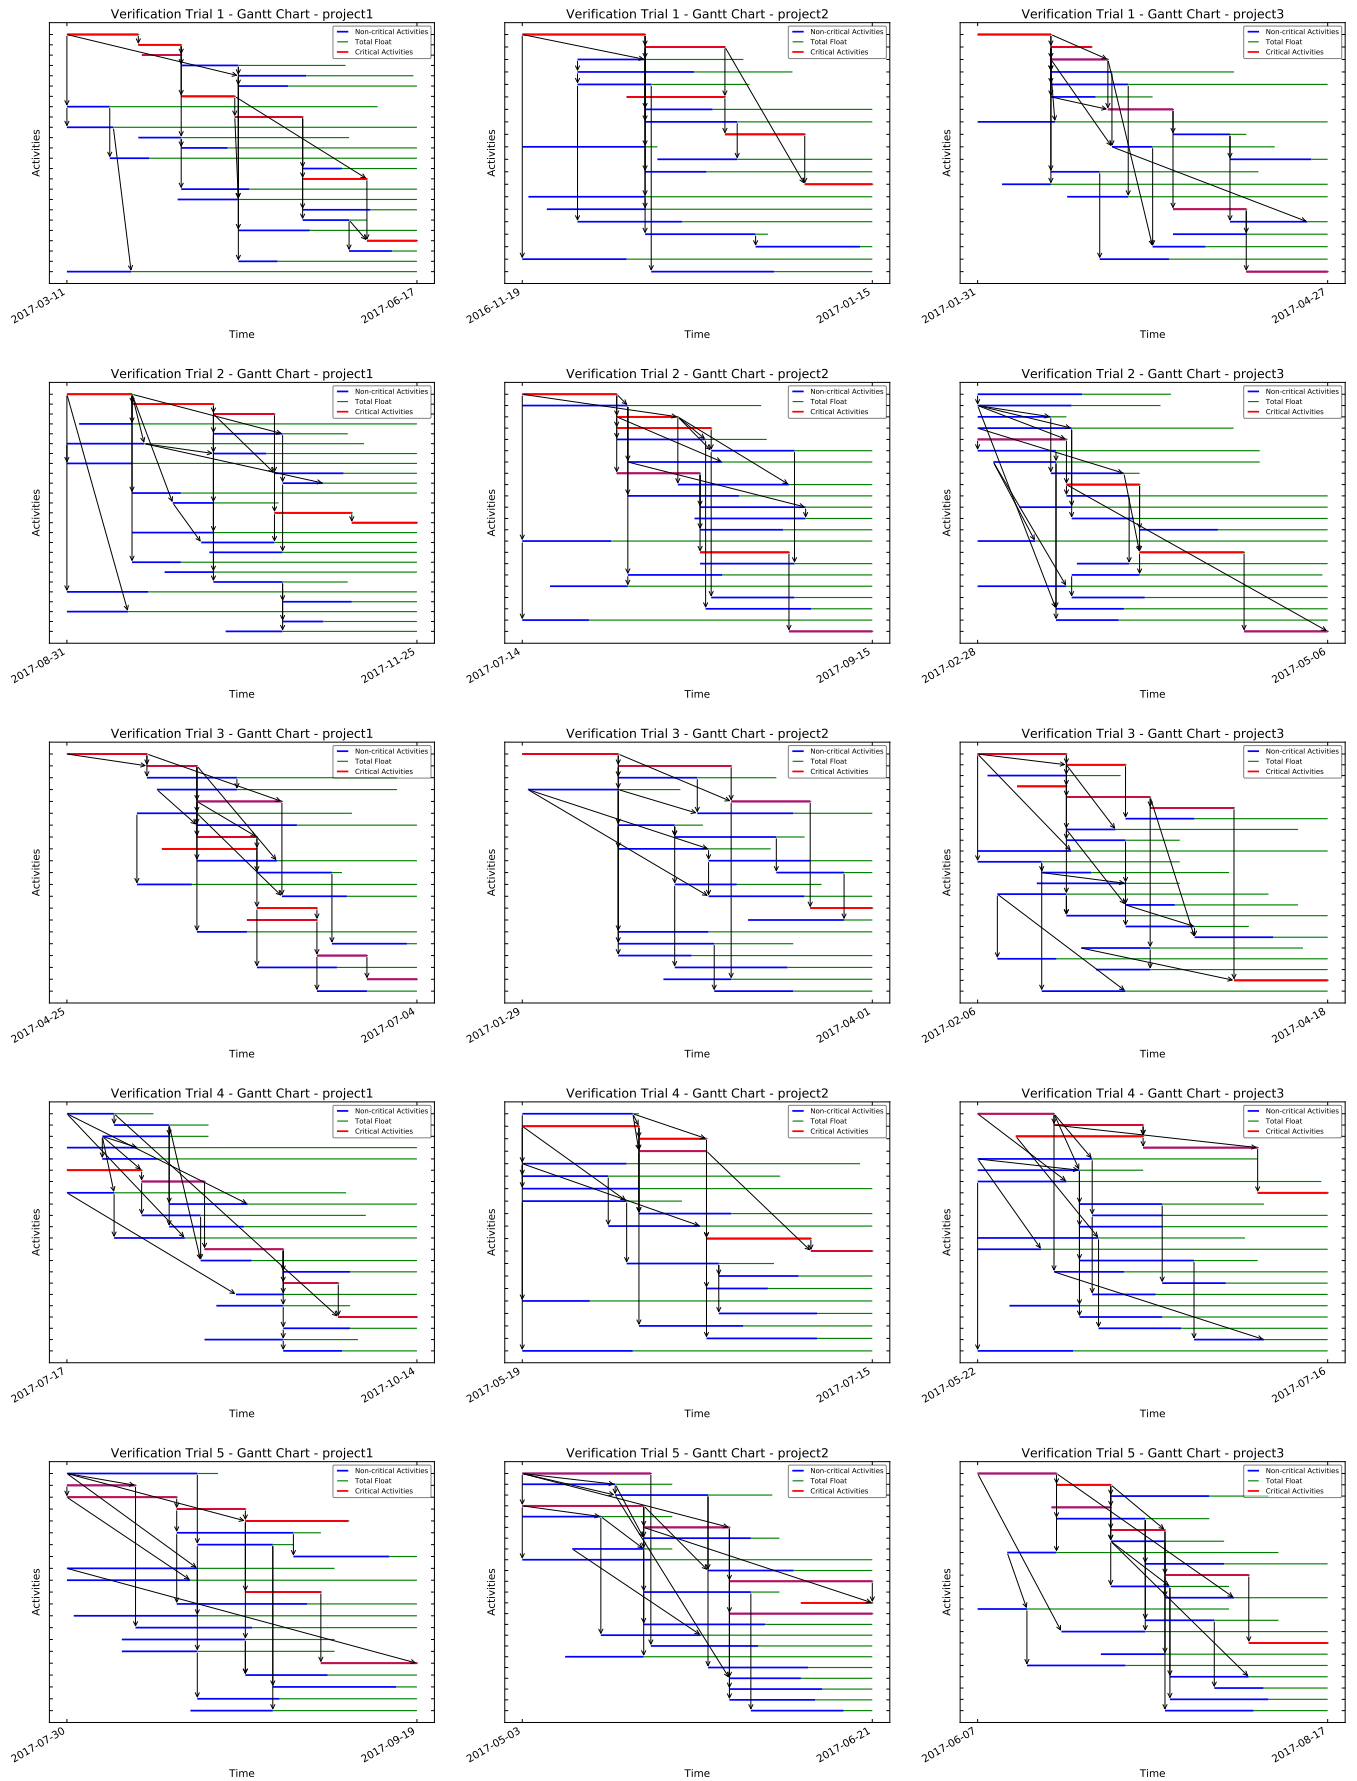 Verification Trial 1 - Gantt Chart - project1
Non-critical Activities
Total Float
Critical Activities
Activities
2017-03-11
2017-06-17
Time
Verification Trial 1 - Gantt Chart - project2
Non-critical Activities
Total Float
Critical Activities
Activities
2016-11-19
2017-01-15
Time
Verification Trial 1 - Gantt Chart - project3
Non-critical Activities
Total Float
Critical Activities
Activities
2017-01-31
2017-04-27
Time
Verification Trial 2 - Gantt Chart - project1
Non-critical Activities
Total Float
Critical Activities
Activities
2017-08-31
2017-11-25
Time
Verification Trial 2 - Gantt Chart - project2
Non-critical Activities
Total Float
Critical Activities
Activities
2017-07-14
2017-09-15
Time
Verification Trial 2 - Gantt Chart - project3
Non-critical Activities
Total Float
Critical Activities
Activities
2017-02-28
2017-05-06
Time
Verification Trial 3 - Gantt Chart - project1
Non-critical Activities
Total Float
Critical Activities
Activities
2017-04-25
2017-07-04
Time
Verification Trial 3 - Gantt Chart - project2
Non-critical Activities
Total Float
Critical Activities
Activities
2017-01-29
2017-04-01
Time
Verification Trial 3 - Gantt Chart - project3
Non-critical Activities
Total Float
Critical Activities
Activities
2017-02-06
2017-04-18
Time
Verification Trial 4 - Gantt Chart - project1
Non-critical Activities
Total Float
Critical Activities
Activities
2017-07-17
2017-10-14
Time
Verification Trial 4 - Gantt Chart - project2
Non-critical Activities
Total Float
Critical Activities
Activities
2017-05-19
2017-07-15
Time
Verification Trial 4 - Gantt Chart - project3
Non-critical Activities
Total Float
Critical Activities
Activities
2017-05-22
2017-07-16
Time
Verification Trial 5 - Gantt Chart - project1
Non-critical Activities
Total Float
Critical Activities
Activities
2017-07-30
2017-09-19
Time
Verification Trial 5 - Gantt Chart - project2
Non-critical Activities
Total Float
Critical Activities
Activities
2017-05-03
2017-06-21
Time
Verification Trial 5 - Gantt Chart - project3
Non-critical Activities
Total Float
Critical Activities
Activities
2017-06-07
2017-08-17
Time